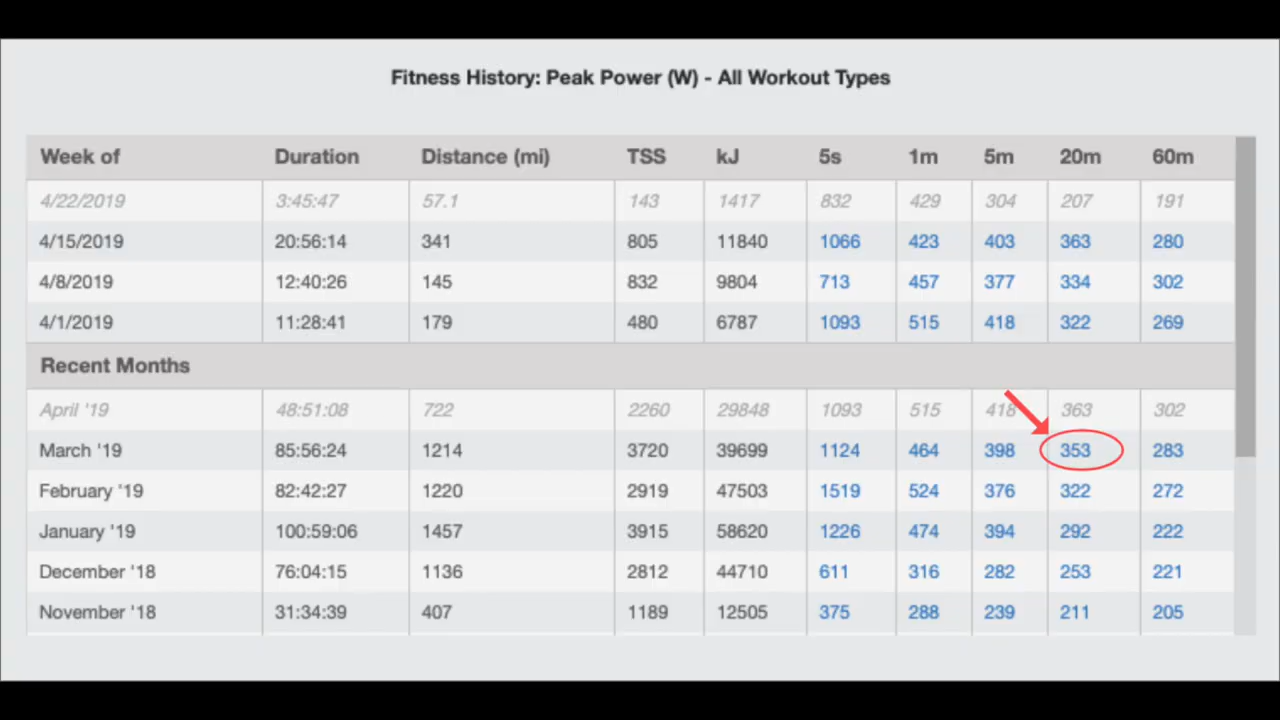 Fitness History: Peak Power (W) - All Workout Types
Week of Duration Distance (mi) TSS kJ 5s 1m 5m 20m 60m
4/22/2019 3:45:47 57.1 143 1417 832 429 304 207 191
4/15/2019 20:56:14 341 805 11840 1066 423 403 363 280
4/8/2019 12:40:26 145 832 9804 713 457 377 334 302
4/1/2019 11:28:41 179 480 6787 1093 515 418 322 269
Recent Months
April '19 48:51:08 722 2260 29848 1093 515 418 363 302
March '19 85:56:24 1214 3720 39699 1124 464 398 353 283
February '19 82:42:27 1220 2919 47503 1519 524 376 322 272
January '19 100:59:06 1457 3915 58620 1226 474 394 292 222
December '18 76:04:15 1136 2812 44710 611 316 282 253 221
November '18 31:34:39 407 1189 12505 375 288 239 211 205